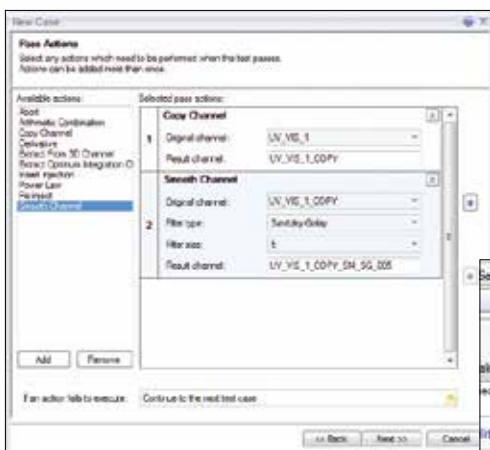 New Case
Pass Actions
Select any actions which need to be performed when the test passes.
Actions can be added more than once.
Available actions:
Abort
Arithmetic Combination
Copy Channel
Derivative
Extract From 3D Channel
Extract Optimum Integration
Insert Injection
Power Law
Re-inject
Smooth Channel
Selected pass actions:
Copy Channel
1
Original channel:
UV_VIS_1
Result channel:
UV_VIS_1_COPY
Smooth Channel
2
Original channel:
UV_VIS_1_COPY
Filter type:
Savitzky-Golay
Filter size:
5
Result channel:
UV_VIS_1_COPY_SM_SG_005
Add
Remove
If an action fails to execute:
Continue to the next test case
<< Back
Next >>
Cancel